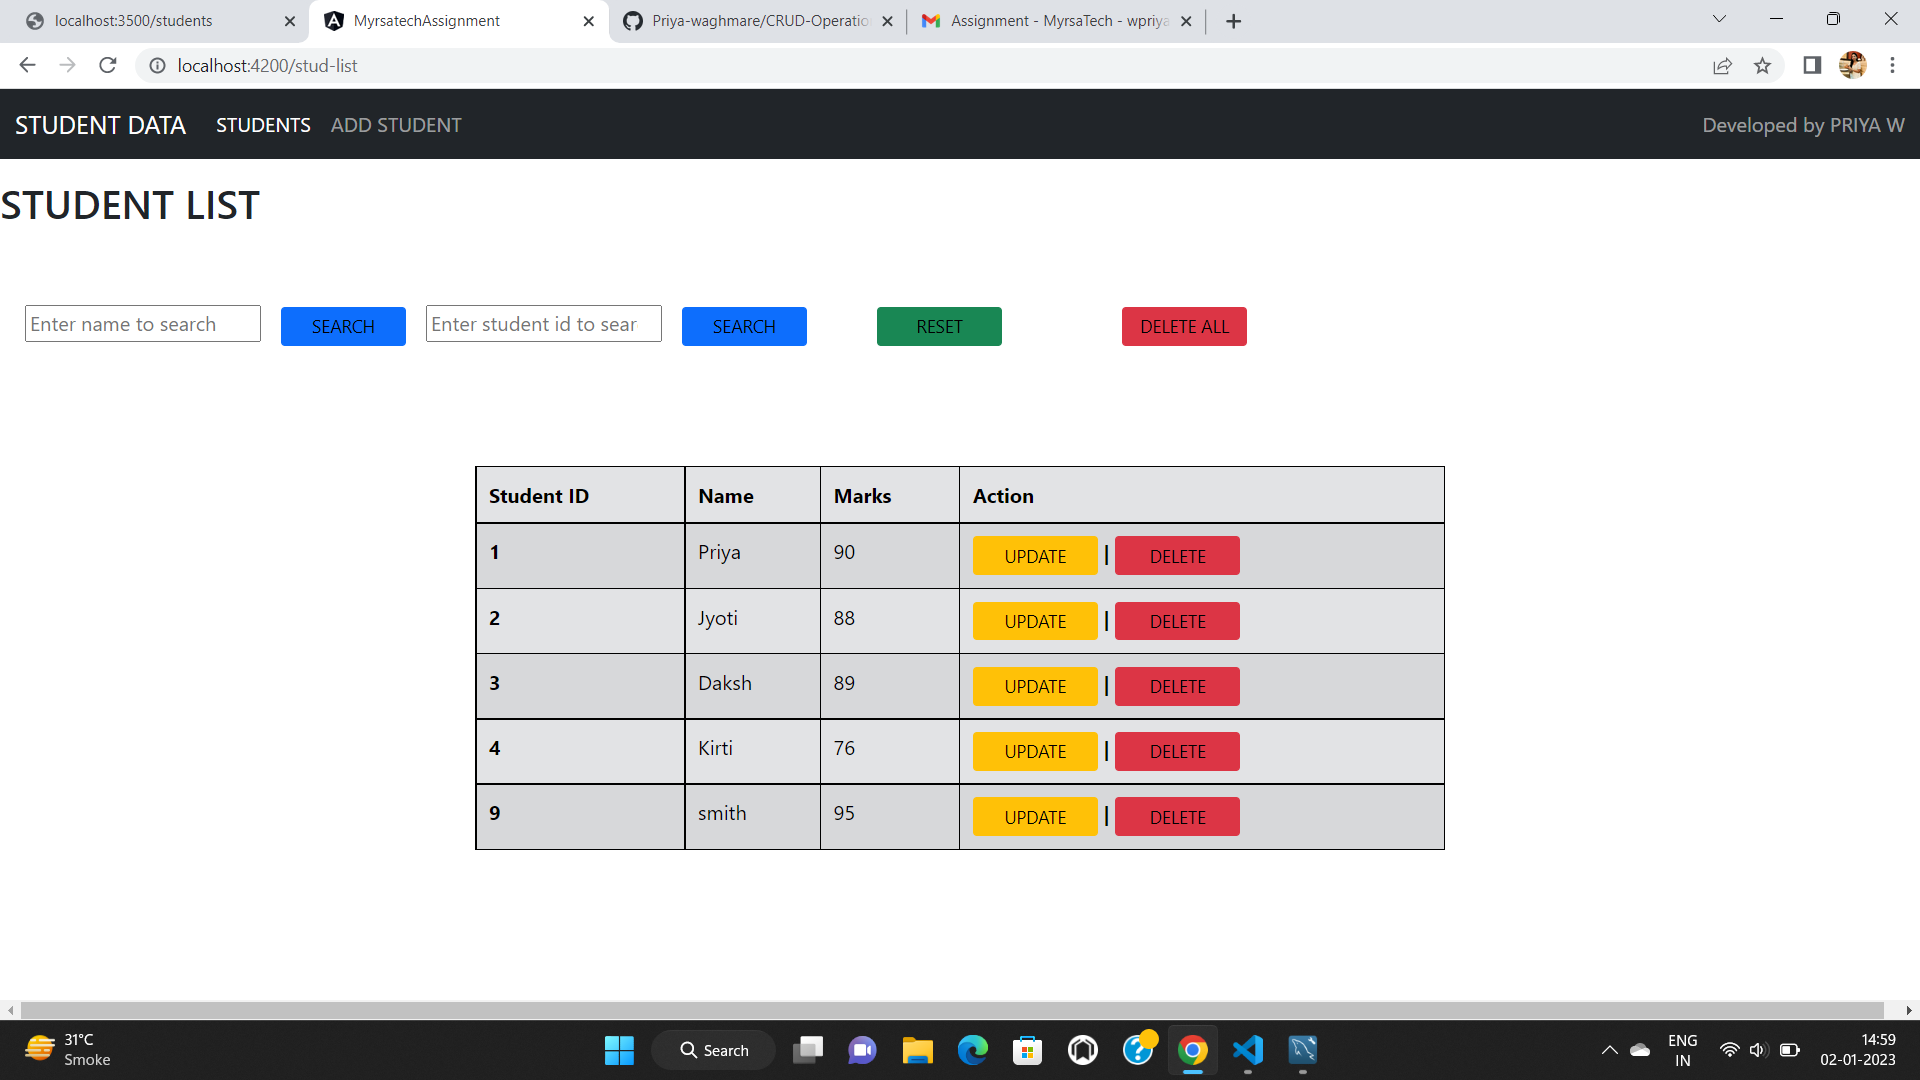 localhost:3500/students
MyrsatechAssignment
Priya-waghmare/CRUD-Operatio
Assignment - MyrsaTech - wpriya
localhost:4200/stud-list
STUDENT DATA STUDENTS ADD STUDENT Developed by PRIYA W
STUDENT LIST
Enter name to search SEARCH Enter student id to sear SEARCH RESET DELETE ALL
Student ID Name Marks Action
1 Priya 90 UPDATE | DELETE
2 Jyoti 88 UPDATE | DELETE
3 Daksh 89 UPDATE | DELETE
4 Kirti 76 UPDATE | DELETE
9 smith 95 UPDATE | DELETE
31°C
Smoke
Search
ENG
IN
14:59
02-01-2023